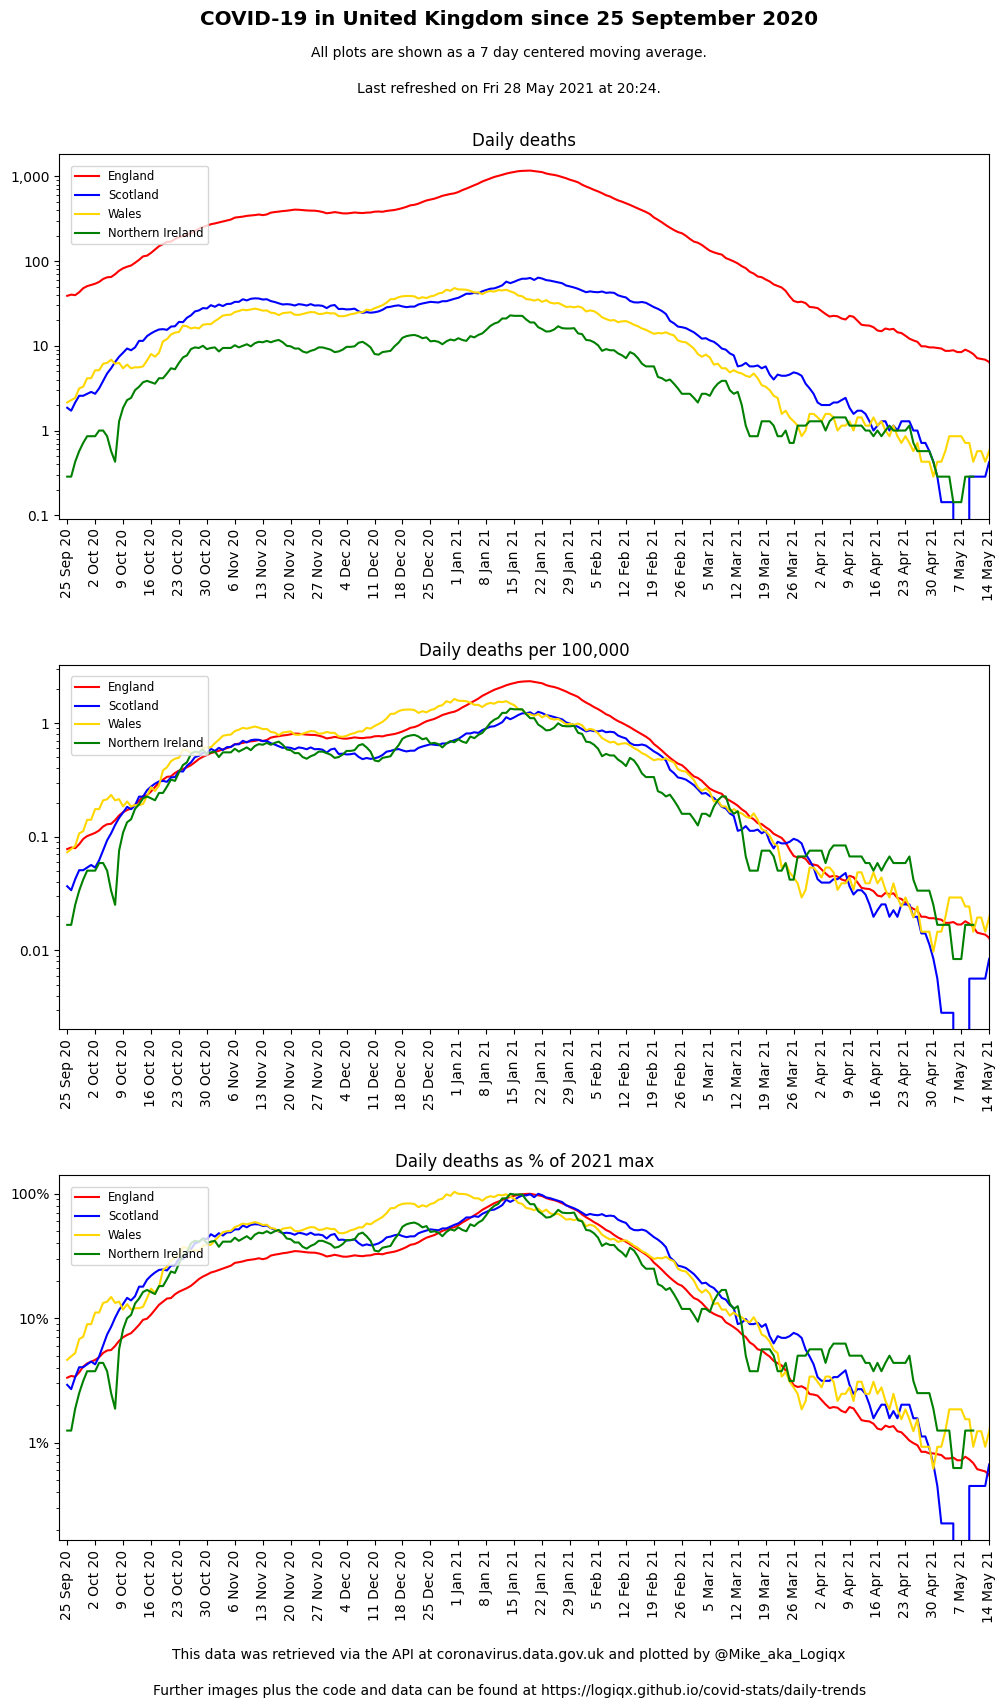 COVID-19 in United Kingdom since 25 September 2020
All plots are shown as a 7 day centered moving average.
Last refreshed on Fri 28 May 2021 at 20:24.
Daily deaths
England
Scotland
Wales
Northern Ireland
1,000
100
10
1
0.1
25 Sep 20
2 Oct 20
9 Oct 20
16 Oct 20
23 Oct 20
30 Oct 20
6 Nov 20
13 Nov 20
20 Nov 20
27 Nov 20
4 Dec 20
11 Dec 20
18 Dec 20
25 Dec 20
1 Jan 21
8 Jan 21
15 Jan 21
22 Jan 21
29 Jan 21
5 Feb 21
12 Feb 21
19 Feb 21
26 Feb 21
5 Mar 21
12 Mar 21
19 Mar 21
26 Mar 21
2 Apr 21
9 Apr 21
16 Apr 21
23 Apr 21
30 Apr 21
7 May 21
14 May 21
Daily deaths per 100,000
England
Scotland
Wales
Northern Ireland
1
0.1
0.01
25 Sep 20
2 Oct 20
9 Oct 20
16 Oct 20
23 Oct 20
30 Oct 20
6 Nov 20
13 Nov 20
20 Nov 20
27 Nov 20
4 Dec 20
11 Dec 20
18 Dec 20
25 Dec 20
1 Jan 21
8 Jan 21
15 Jan 21
22 Jan 21
29 Jan 21
5 Feb 21
12 Feb 21
19 Feb 21
26 Feb 21
5 Mar 21
12 Mar 21
19 Mar 21
26 Mar 21
2 Apr 21
9 Apr 21
16 Apr 21
23 Apr 21
30 Apr 21
7 May 21
14 May 21
Daily deaths as % of 2021 max
England
Scotland
Wales
Northern Ireland
100%
10%
1%
25 Sep 20
2 Oct 20
9 Oct 20
16 Oct 20
23 Oct 20
30 Oct 20
6 Nov 20
13 Nov 20
20 Nov 20
27 Nov 20
4 Dec 20
11 Dec 20
18 Dec 20
25 Dec 20
1 Jan 21
8 Jan 21
15 Jan 21
22 Jan 21
29 Jan 21
5 Feb 21
12 Feb 21
19 Feb 21
26 Feb 21
5 Mar 21
12 Mar 21
19 Mar 21
26 Mar 21
2 Apr 21
9 Apr 21
16 Apr 21
23 Apr 21
30 Apr 21
7 May 21
14 May 21
This data was retrieved via the API at coronavirus.data.gov.uk and plotted by @Mike_aka_Logiqx
Further images plus the code and data can be found at https://logiqx.github.io/covid-stats/daily-trends